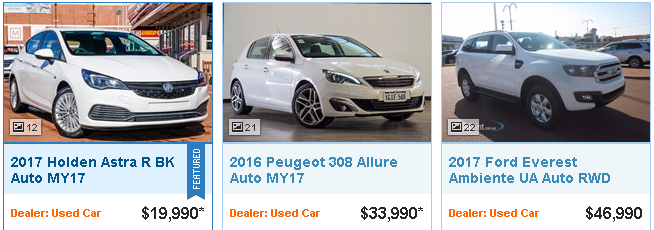 12
21
22
2017 Holden Astra R BK
Auto MY17
FEATURED
2016 Peugeot 308 Allure
Auto MY17
2017 Ford Everest
Ambiente UA Auto RWD
Dealer: Used Car
$19,990*
Dealer: Used Car
$33,990*
Dealer: Used Car
$46,990